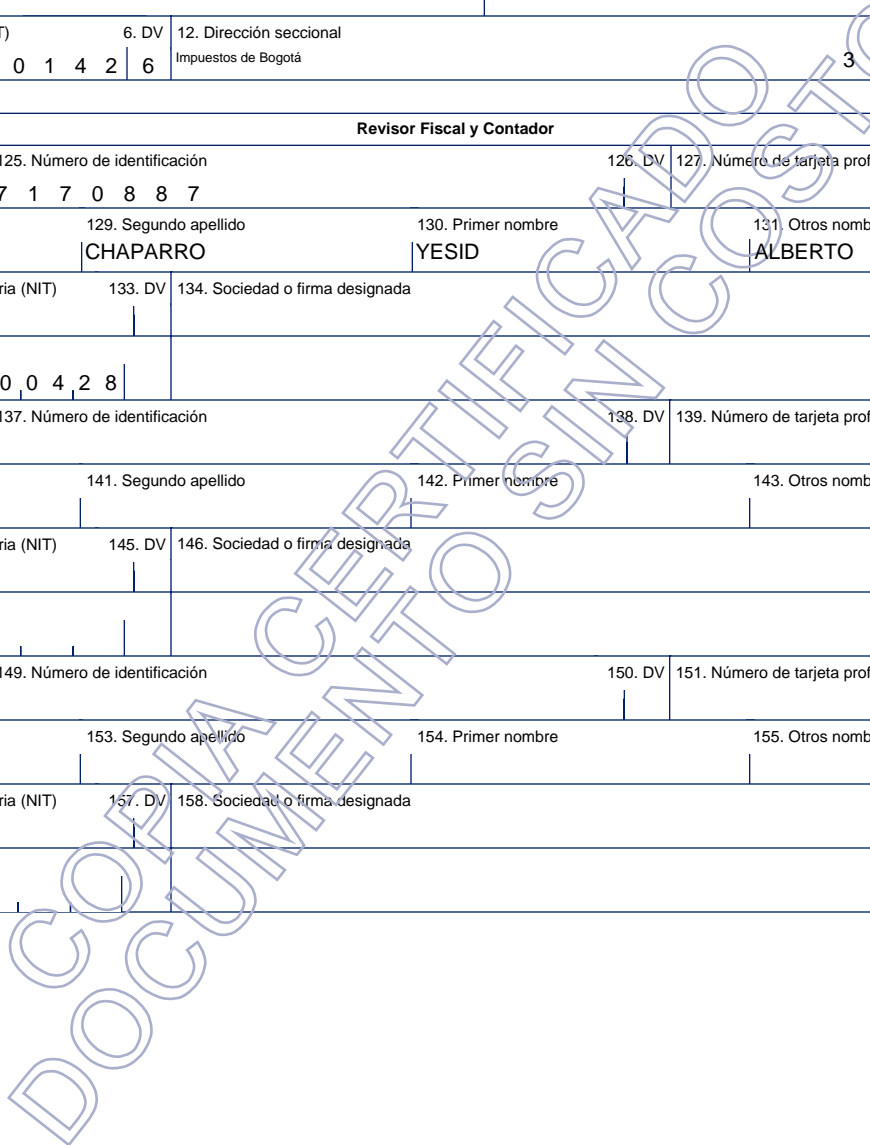 T) 6. DV 12. Dirección seccional
0 1 4 2 6 Impuestos de Bogotá 3
Revisor Fiscal y Contador
125. Número de identificación 126. DV 127. Número de tarjeta prof
7 1 7 0 8 8 7
129. Segundo apellido 130. Primer nombre 131. Otros nomb
CHAPARRO YESID ALBERTO
ria (NIT) 133. DV 134. Sociedad o firma designada
0 0 4 2 8
137. Número de identificación 138. DV 139. Número de tarjeta prof
141. Segundo apellido 142. Primer nombre 143. Otros nomb
ria (NIT) 145. DV 146. Sociedad o firma designada
149. Número de identificación 150. DV 151. Número de tarjeta prof
153. Segundo apellido 154. Primer nombre 155. Otros nomb
ria (NIT) 157. DV 158. Sociedad o firma designada
COPIA CERTIFICADO
DOCUMENTO SIN COSTO